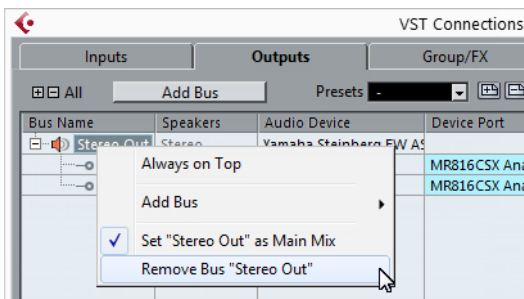 VST Connections
Inputs Outputs Group/FX
All Add Bus Presets -
Bus Name Speakers Audio Device Device Port
Stereo Out Stereo Yamaha Steinberg FW AS
Always on Top MR816CSX Ana
MR816CSX Ana
Add Bus
Set "Stereo Out" as Main Mix
Remove Bus "Stereo Out"